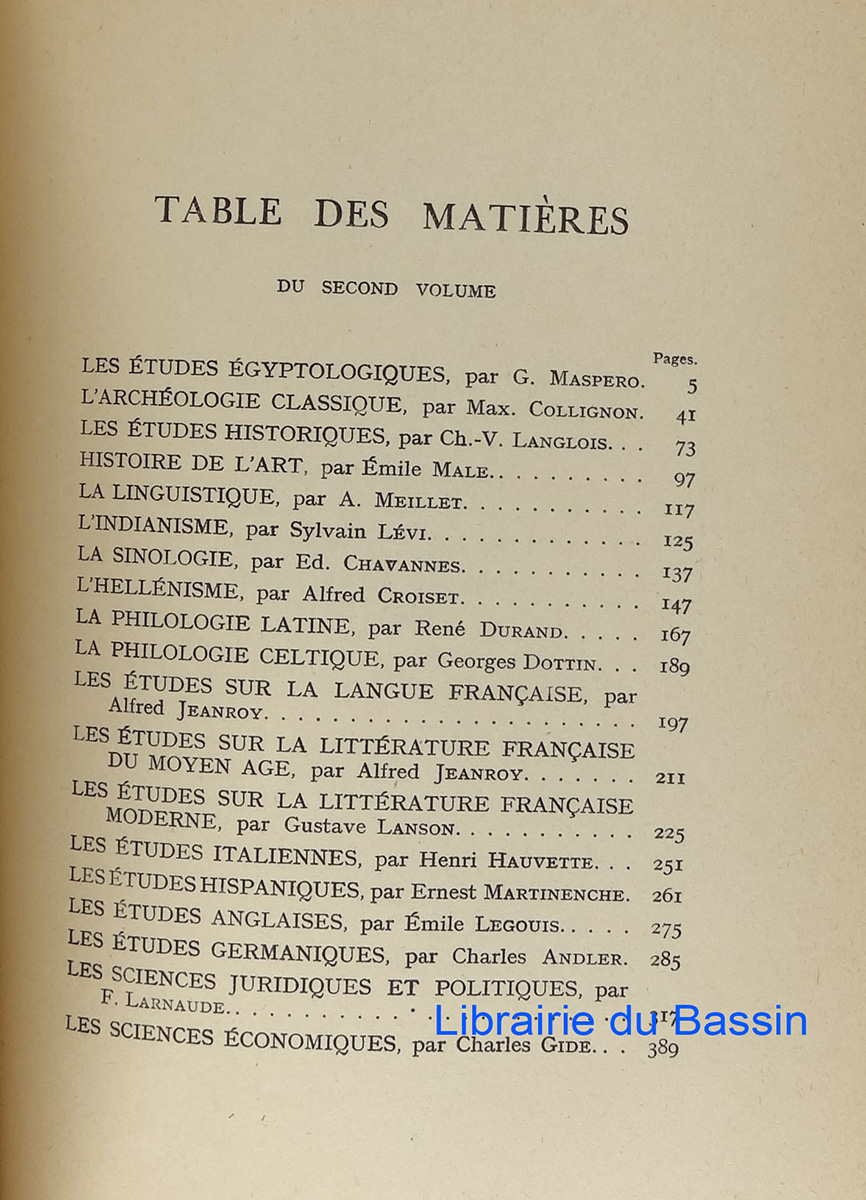 TABLE DES MATIÈRES
DU SECOND VOLUME
Pages.
LES ÉTUDES ÉGYPTOLOGIQUES, par G. MASPERO. 5
L'ARCHÉOLOGIE CLASSIQUE, par Max. COLLIGNON. 41
LES ÉTUDES HISTORIQUES, par Ch.-V. LANGLOIS. . . 73
HISTOIRE DE L'ART, par Émile MALE. . . . . . . . . . 97
LA LINGUISTIQUE, par A. MEILLET. . . . . . . . . . . 117
L'INDIANISME, par Sylvain LÉVI. . . . . . . . . . . . . 125
LA SINOLOGIE, par Ed. CHAVANNES. . . . . . . . . . . 137
L'HELLÉNISME, par Alfred CROISET. . . . . . . . . . . 147
LA PHILOLOGIE LATINE, par René DURAND. . . . . 167
LA PHILOLOGIE CELTIQUE, par Georges DOTTIN. . . 189
LES ÉTUDES SUR LA LANGUE FRANÇAISE, par
Alfred JEANROY. . . . . . . . . . . . . . . . . . . . 197
LES ÉTUDES SUR LA LITTÉRATURE FRANÇAISE
DU MOYEN AGE, par Alfred JEANROY. . . . . . . 211
LES ÉTUDES SUR LA LITTÉRATURE FRANÇAISE
MODERNE, par Gustave LANSON. . . . . . . . . . . 225
LES ÉTUDES ITALIENNES, par Henri HAUVETTE. . . 251
LES ÉTUDES HISPANIQUES, par Ernest MARTINENCHE. 261
LES ÉTUDES ANGLAISES, par Émile LEGOUIS. . . . . 275
LES ÉTUDES GERMANIQUES, par Charles ANDLER. 285
LES SCIENCES JURIDIQUES ET POLITIQUES, par
F. LARNAUDE. . . . . . . . . . . . . . . . . . . . . . 317
Librairie du Bassin
LES SCIENCES ÉCONOMIQUES, par Charles GIDE. . . 389